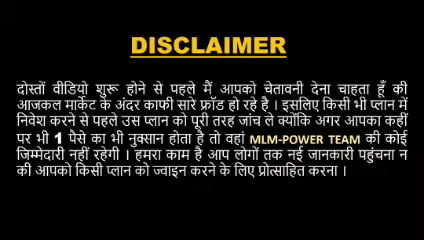 DISCLAIMER
दोस्तों वीडियो शुरू होने से पहले मैं आपको चेतावनी देना चाहता हूँ की
आजकल मार्केट के अंदर काफी सारे फ्रॉड हो रहे है । इसलिए किसी भी प्लान में
निवेश करने से पहले उस प्लान को पूरी तरह जांच ले क्योंकि अगर आपका कहीं
पर भी 1 पैसे का भी नुक्सान होता है तो वहां MLM-POWER TEAM की कोई
जिम्मेदारी नहीं रहेगी । हमरा काम है आप लोगों तक नई जानकारी पहुंचना न
की आपको किसी प्लान को ज्वाइन करने के लिए प्रोत्साहित करना ।